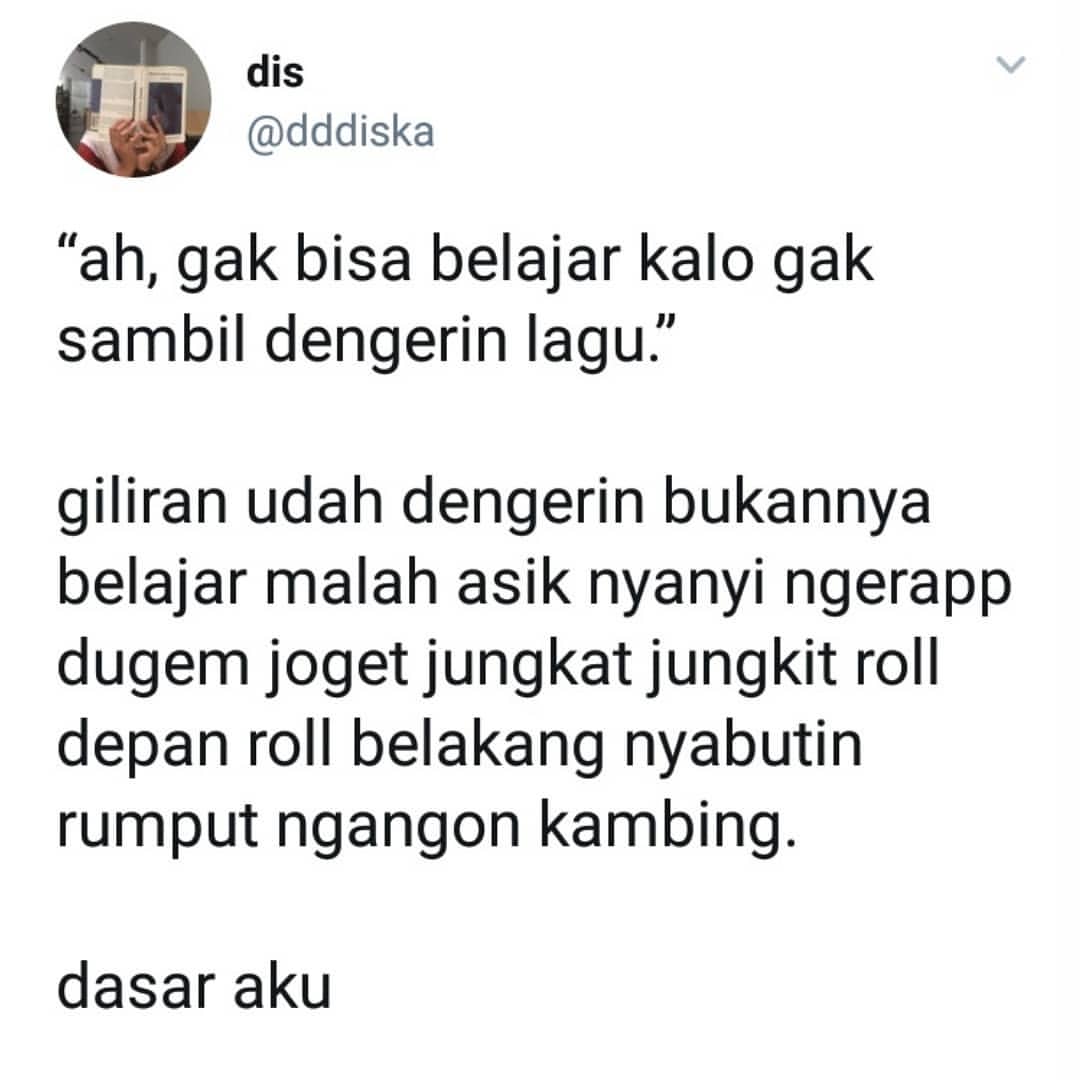 dis
@dddiska
“ah, gak bisa belajar kalo gak
sambil dengerin lagu.”
giliran udah dengerin bukannya
belajar malah asik nyanyi ngerapp
dugem joget jungkat jungkit roll
depan roll belakang nyabutin
rumput ngangon kambing.
dasar aku